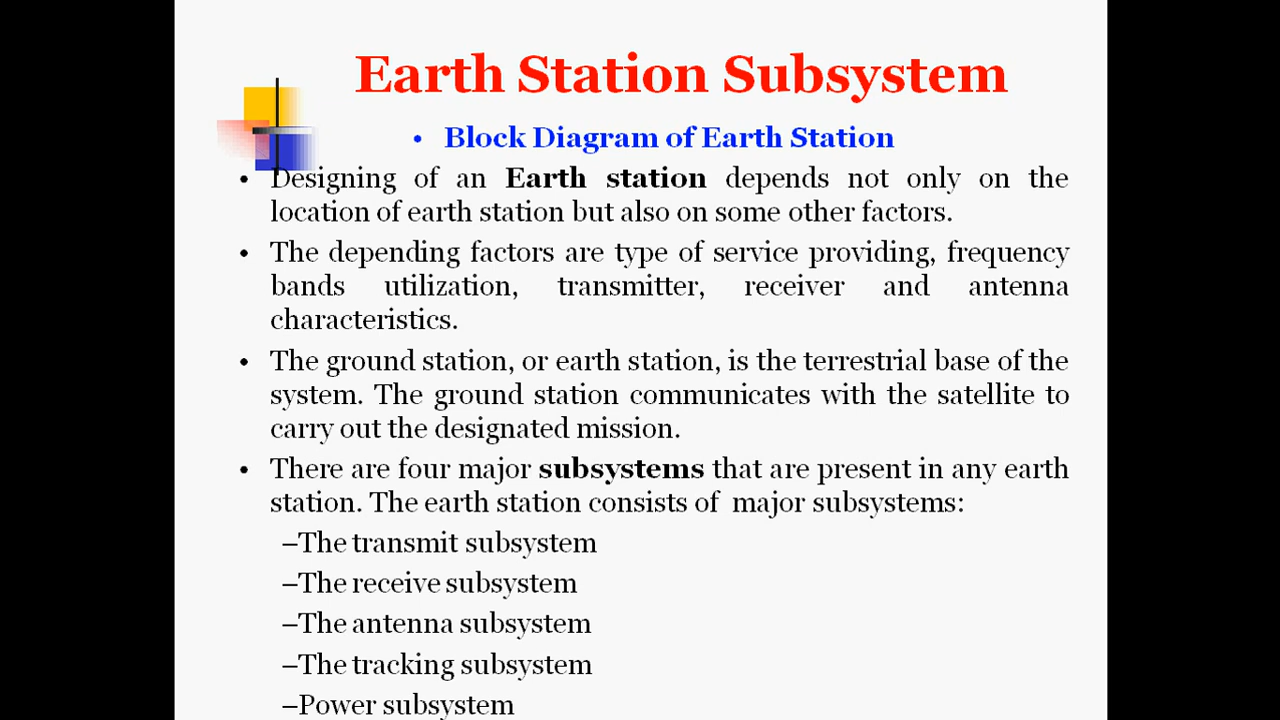 Earth Station Subsystem
• Block Diagram of Earth Station
• Designing of an Earth station depends not only on the
location of earth station but also on some other factors.
• The depending factors are type of service providing, frequency
bands utilization, transmitter, receiver and antenna
characteristics.
• The ground station, or earth station, is the terrestrial base of the
system. The ground station communicates with the satellite to
carry out the designated mission.
• There are four major subsystems that are present in any earth
station. The earth station consists of major subsystems:
–The transmit subsystem
–The receive subsystem
–The antenna subsystem
–The tracking subsystem
–Power subsystem